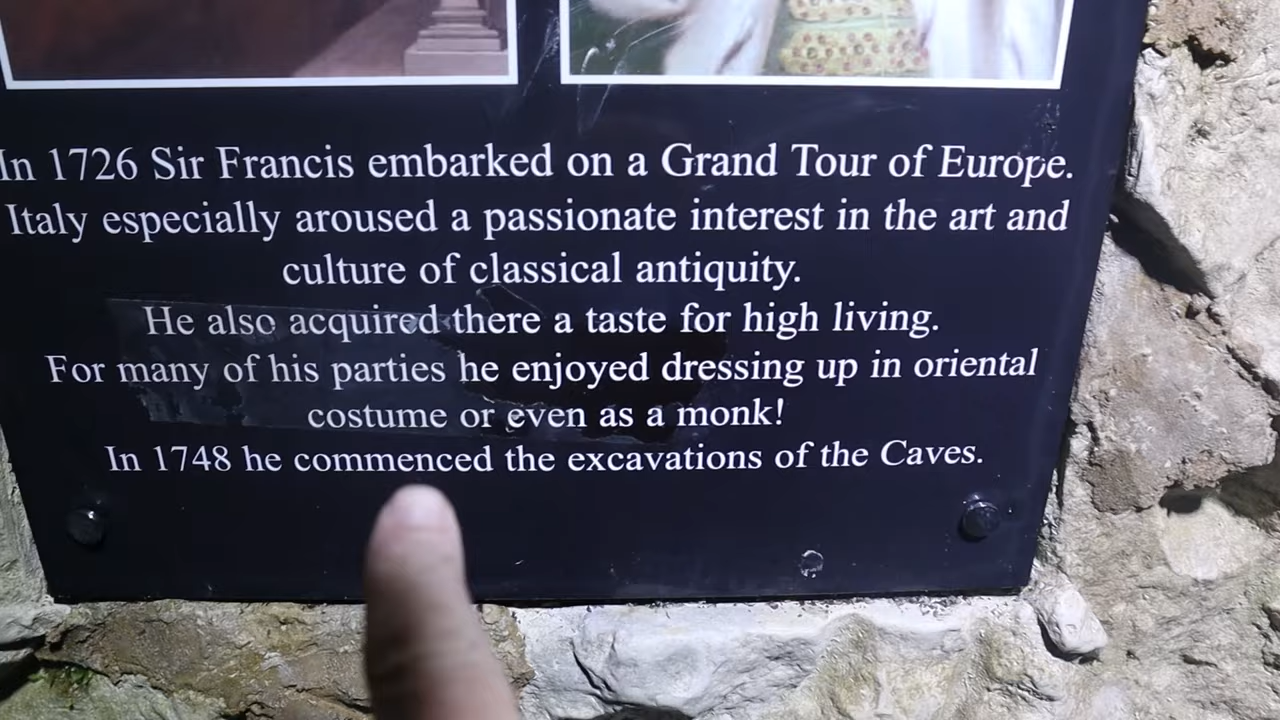 In 1726 Sir Francis embarked on a Grand Tour of Europe.
Italy especially aroused a passionate interest in the art and
culture of classical antiquity.
He also acquired there a taste for high living.
For many of his parties he enjoyed dressing up in oriental
costume or even as a monk!
In 1748 he commenced the excavations of the Caves.